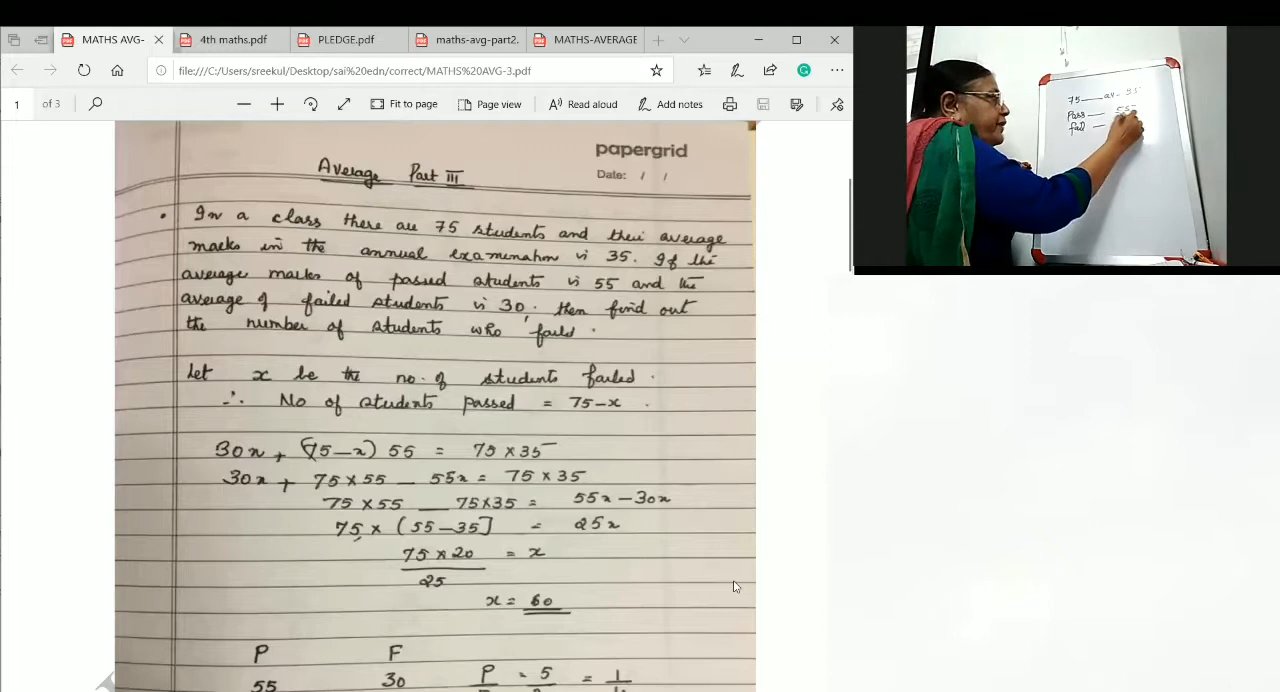 MATHS AVG-
4th maths.pdf
PLEDGE.pdf
maths-avg-part2.
MATHS-AVERAGE
file:///C:/Users/sreekul/Desktop/sai%20edn/correct/MATHS%20AVG-3.pdf
1 of 3
Fit to page
Page view
Read aloud
Add notes
papergrid
Date: / /
Average Part III
• In a class there are 75 students and their average
marks in the annual examination is 35. If the
average marks of passed students is 55 and the
average of failed students is 30, then find out
the number of students who faild.
Let x be the no. of students failed.
∴ No of students passed = 75-x.
30x + (75-x) 55 = 75 × 35
30x + 75 × 55 - 55x = 75 × 35
75 × 55 - 75 × 35 = 55x - 30x
75 × (55-35] = 25x
75 × 20 = x
25
x = 60
P F
55 30 P = 5 = 1
75 — av- 35
Pass — 55
fail —